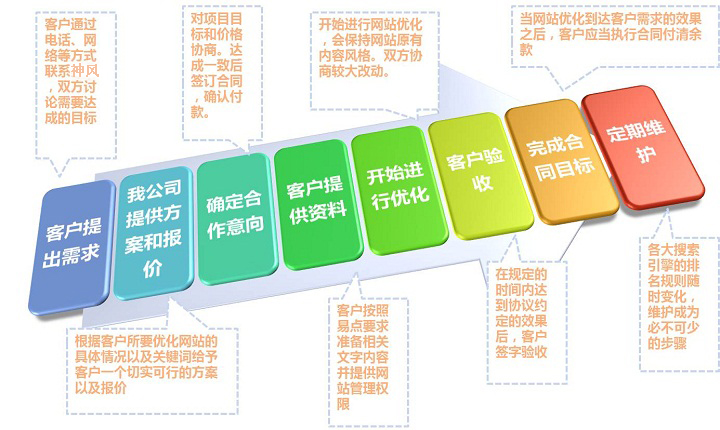 客户通过
电话、网
络等方式
联系神风
，双方讨
论需要达
成的目标
对项目目
标和价格
协商。达
成一致后
签订合同
，确认付
款。
开始进行网站优化
，会保持网站原有
内容风格。双方协
商较大改动。
当网站优化到达客户需求的效果
之后，客户应当执行合同付清余
款
客户提
出需求
我公司
提供方
案和报
价
确定合
作意向
客户提
供资料
开始进
行优化
客户验
收
完成合
同目标
定期维
护
根据客户所要优化网站的
具体情况以及关键词给予
客户一个切实可行的方案
以及报价
客户按照
易点要求
准备相关
文字内容
并提供网
站管理权
限
在规定的
时间内达
到协议约
定的效果
后，客户
签字验收
各大搜索
引擎的排
名规则随
时变化，
维护成为
必不可少
的步骤